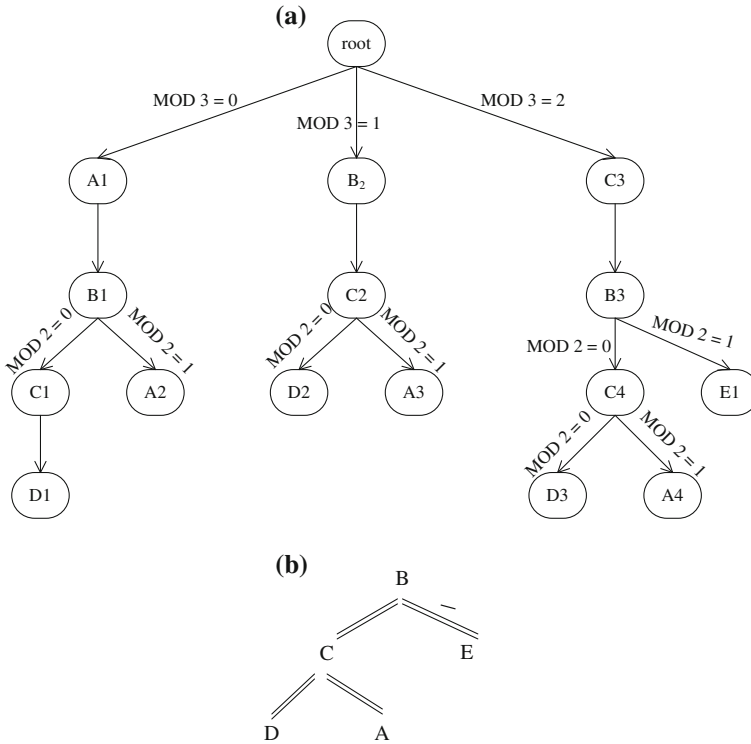 (a)
root
MOD 3 = 0
MOD 3 = 1
MOD 3 = 2
A1
B₂
C3
B1
C2
B3
MOD 2 = 0
MOD 2 = 1
MOD 2 = 0
MOD 2 = 1
MOD 2 = 0
MOD 2 = 1
C1
A2
D2
A3
C4
E1
MOD 2 = 0
MOD 2 = 1
D1
D3
A4
(b)
B
–
C
E
D
A